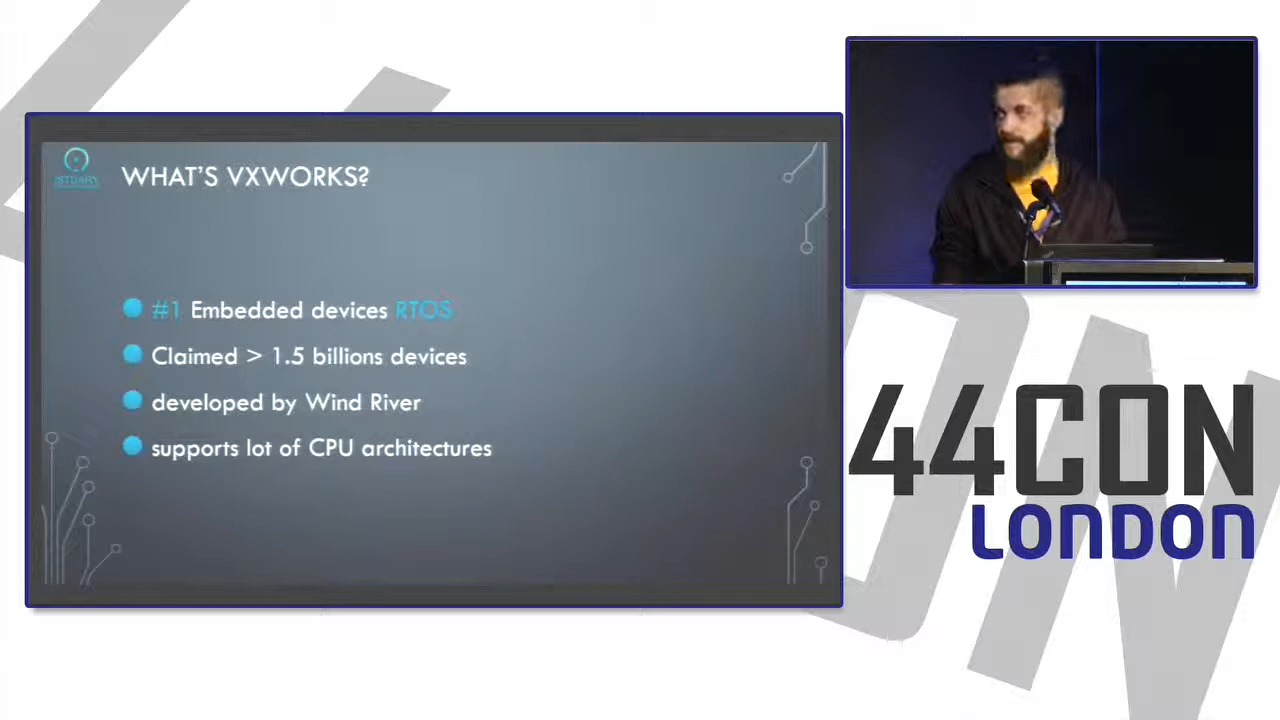 ISTUARY
WHAT'S VXWORKS?
#1 Embedded devices RTOS
Claimed > 1.5 billions devices
developed by Wind River
supports lot of CPU architectures
44CON
LONDON